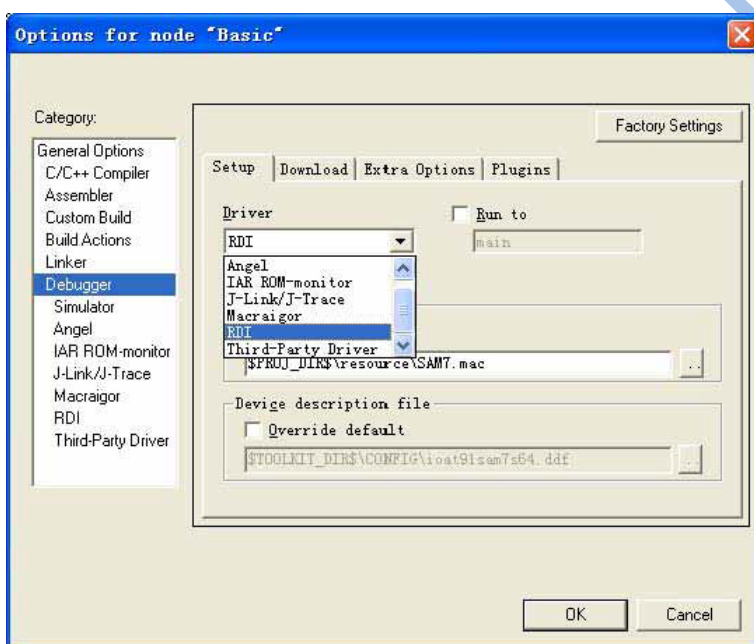 Options for node "Basic"
Category:
General Options
C/C++ Compiler
Assembler
Custom Build
Build Actions
Linker
Debugger
Simulator
Angel
IAR ROM-monitor
J-Link/J-Trace
Macraigor
RDI
Third-Party Driver
Factory Settings
Setup Download Extra Options Plugins
Driver
Run to
RDI
main
Angel
IAR ROM-monitor
J-Link/J-Trace
Macraigor
RDI
Third-Party Driver
$PROJ_DIR$\resource\SAM7.mac
..
Device description file
Override default
$TOOLKIT_DIR$\CONFIG\ioat91sam7s64.ddf
..
OK Cancel